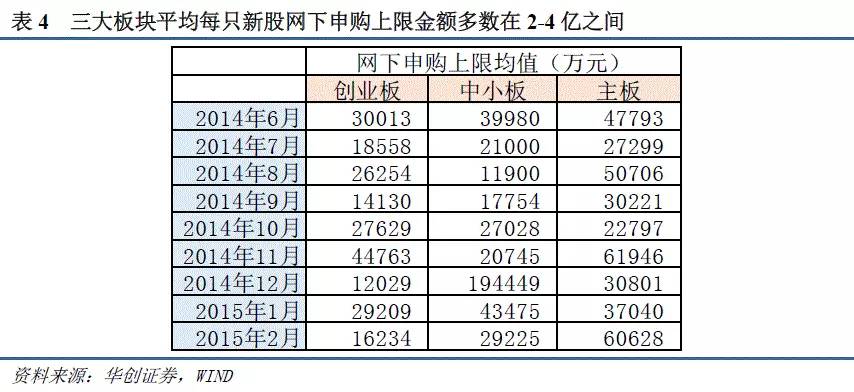 表 4 三大板块平均每只新股网下申购上限金额多数在 2-4 亿之间
网下申购上限均值（万元）
创业板 中小板 主板
2014年6月 30013 39980 47793
2014年7月 18558 21000 27299
2014年8月 26254 11900 50706
2014年9月 14130 17754 30221
2014年10月 27629 27028 22797
2014年11月 44763 20745 61946
2014年12月 12029 194449 30801
2015年1月 29209 43475 37040
2015年2月 16234 29225 60628
资料来源：华创证券，WIND